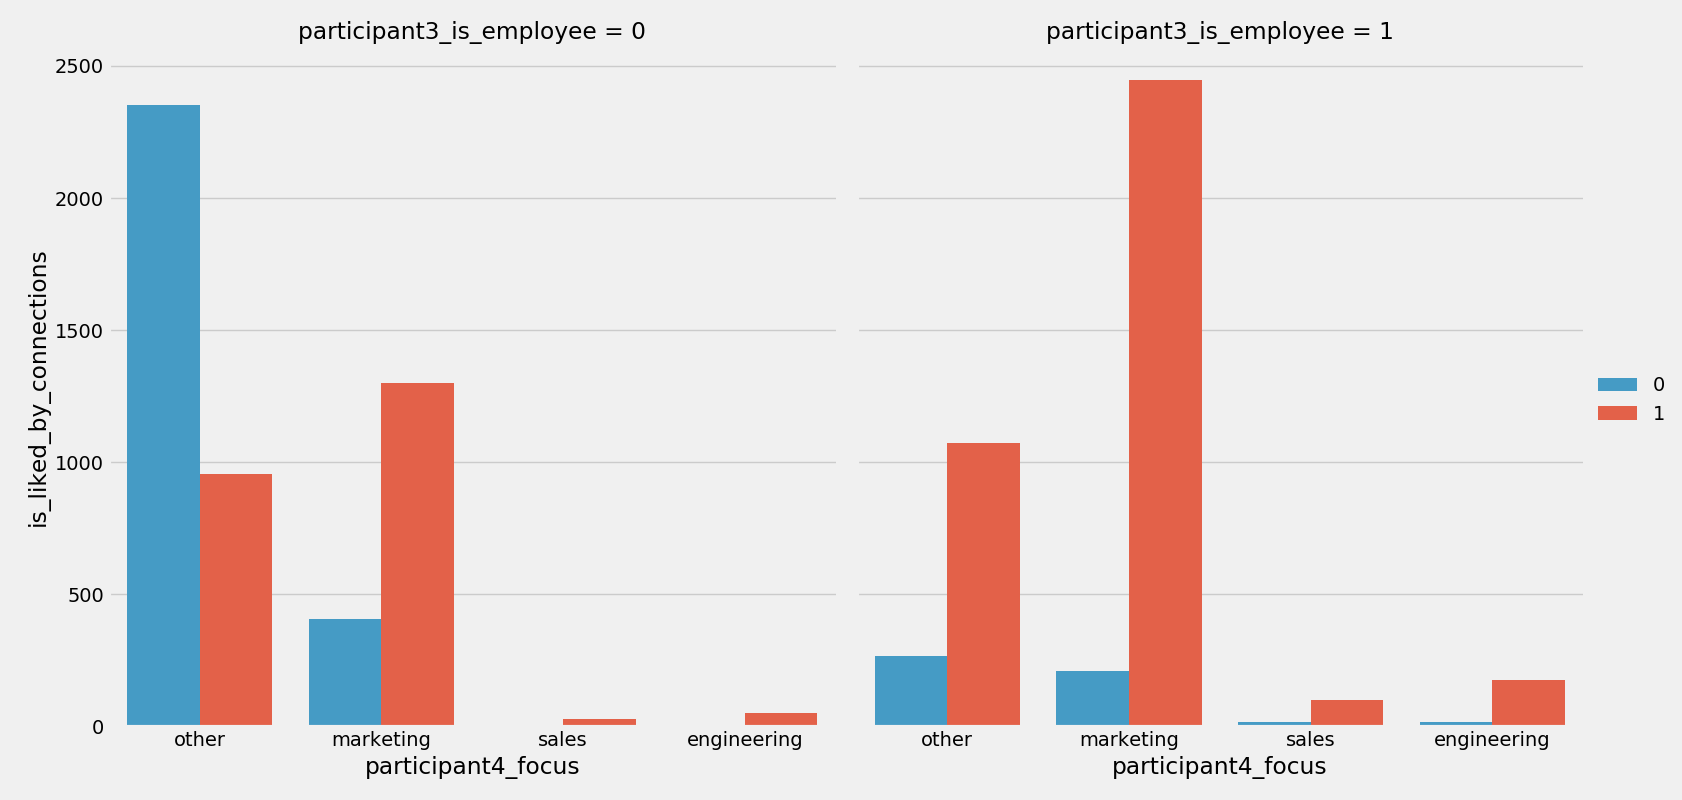 participant3_is_employee = 0
participant3_is_employee = 1
2500
2000
1500
1000
500
0
is_liked_by_connections
other marketing sales engineering
other marketing sales engineering
participant4_focus
participant4_focus
0
1